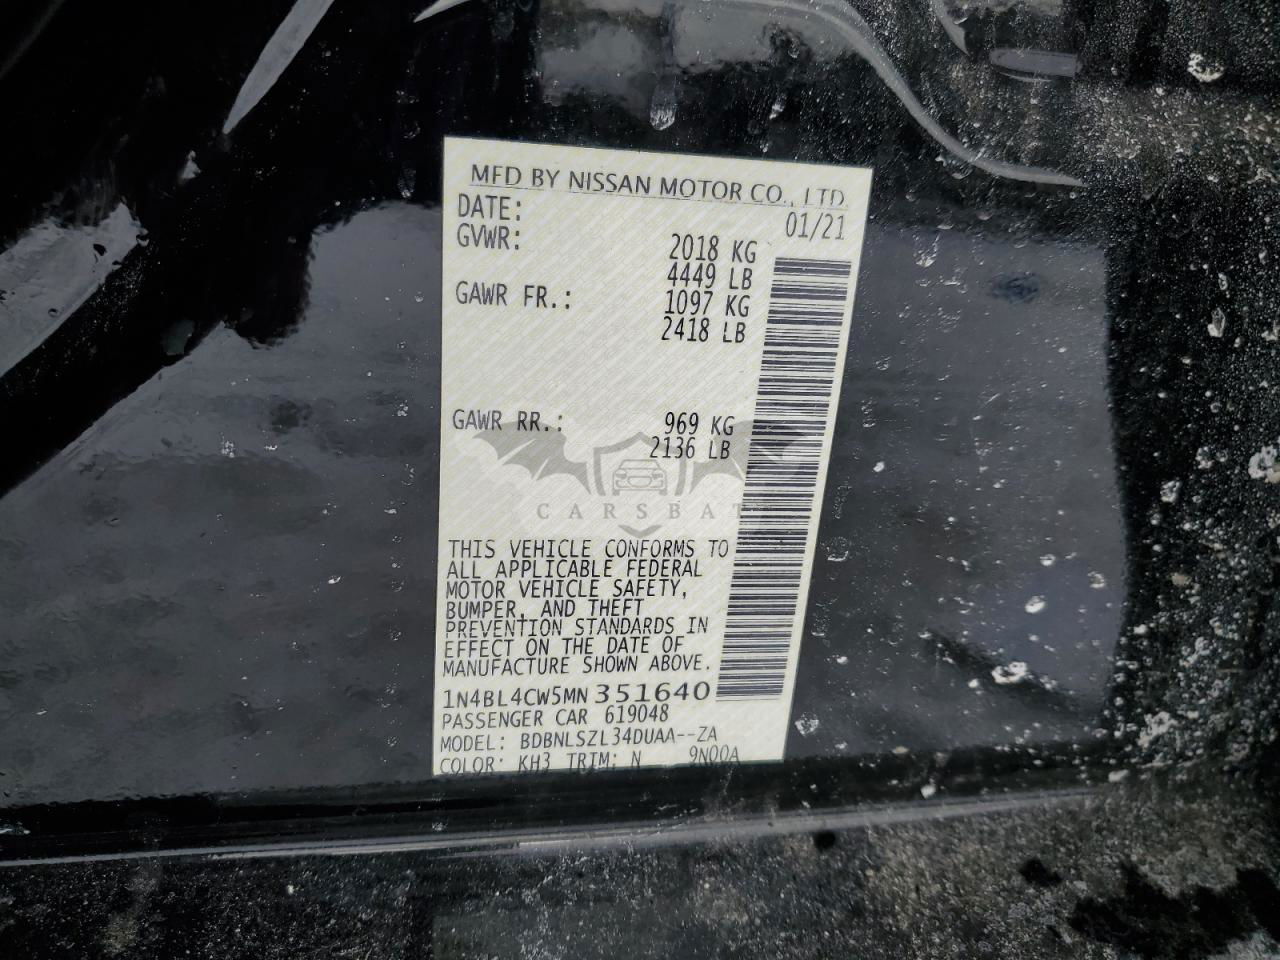 MFD BY NISSAN MOTOR CO., LTD.
DATE: 01/21
GVWR: 2018 KG
4449 LB
GAWR FR.: 1097 KG
2418 LB
GAWR RR.: 969 KG
2136 LB
CARSBAT
THIS VEHICLE CONFORMS TO
ALL APPLICABLE FEDERAL
MOTOR VEHICLE SAFETY,
BUMPER, AND THEFT
PREVENTION STANDARDS IN
EFFECT ON THE DATE OF
MANUFACTURE SHOWN ABOVE.
1N4BL4CW5MN351640
PASSENGER CAR 619048
MODEL: BDBNLSZL34DUAA--ZA
COLOR: KH3 TRIM: N 9N00A